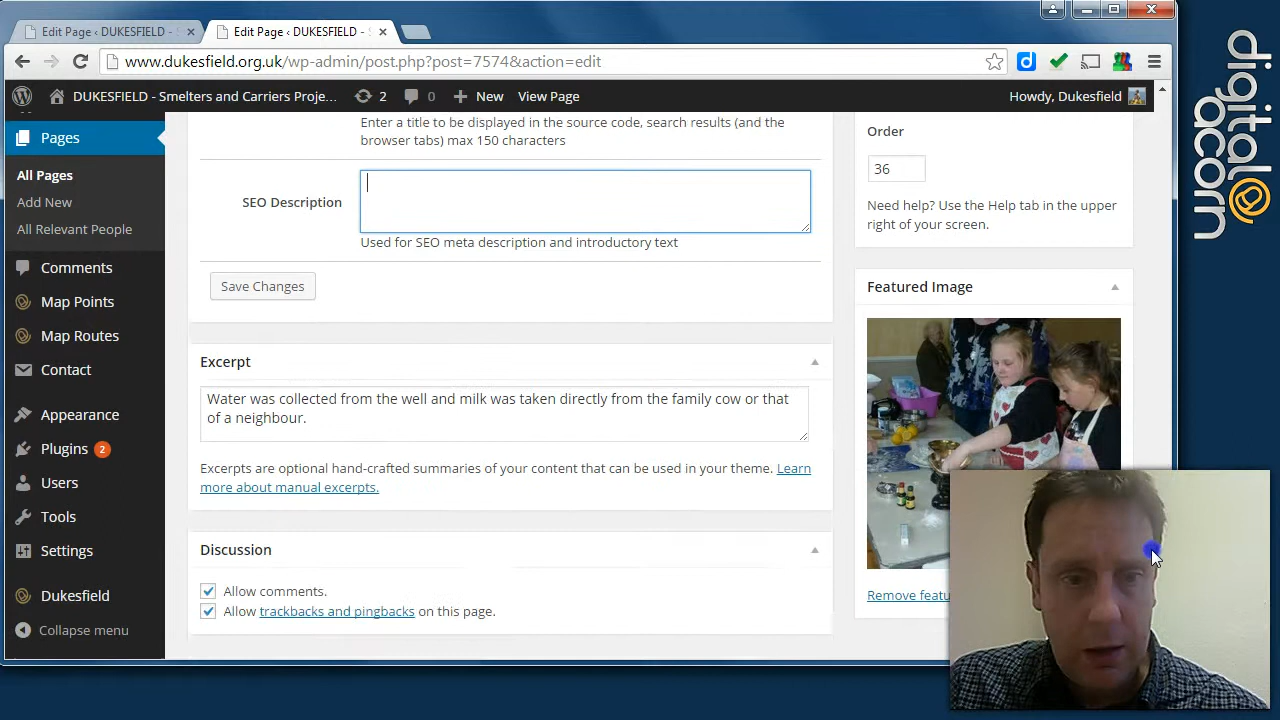 Edit Page ‹ DUKESFIELD - S
Edit Page ‹ DUKESFIELD - S
www.dukesfield.org.uk/wp-admin/post.php?post=7574&action=edit
DUKESFIELD - Smelters and Carriers Proje... 2 0 New View Page Howdy, Dukesfield
Pages
All Pages
Add New
All Relevant People
Comments
Map Points
Map Routes
Contact
Appearance
Plugins 2
Users
Tools
Settings
Dukesfield
Collapse menu
Enter a title to be displayed in the source code, search results (and the
browser tabs) max 150 characters
SEO Description
Used for SEO meta description and introductory text
Save Changes
Excerpt
Water was collected from the well and milk was taken directly from the family cow or that
of a neighbour.
Excerpts are optional hand-crafted summaries of your content that can be used in your theme. Learn
more about manual excerpts.
Discussion
Allow comments.
Allow trackbacks and pingbacks on this page.
Order
36
Need help? Use the Help tab in the upper
right of your screen.
Featured Image
Remove featu
digital@
acorn